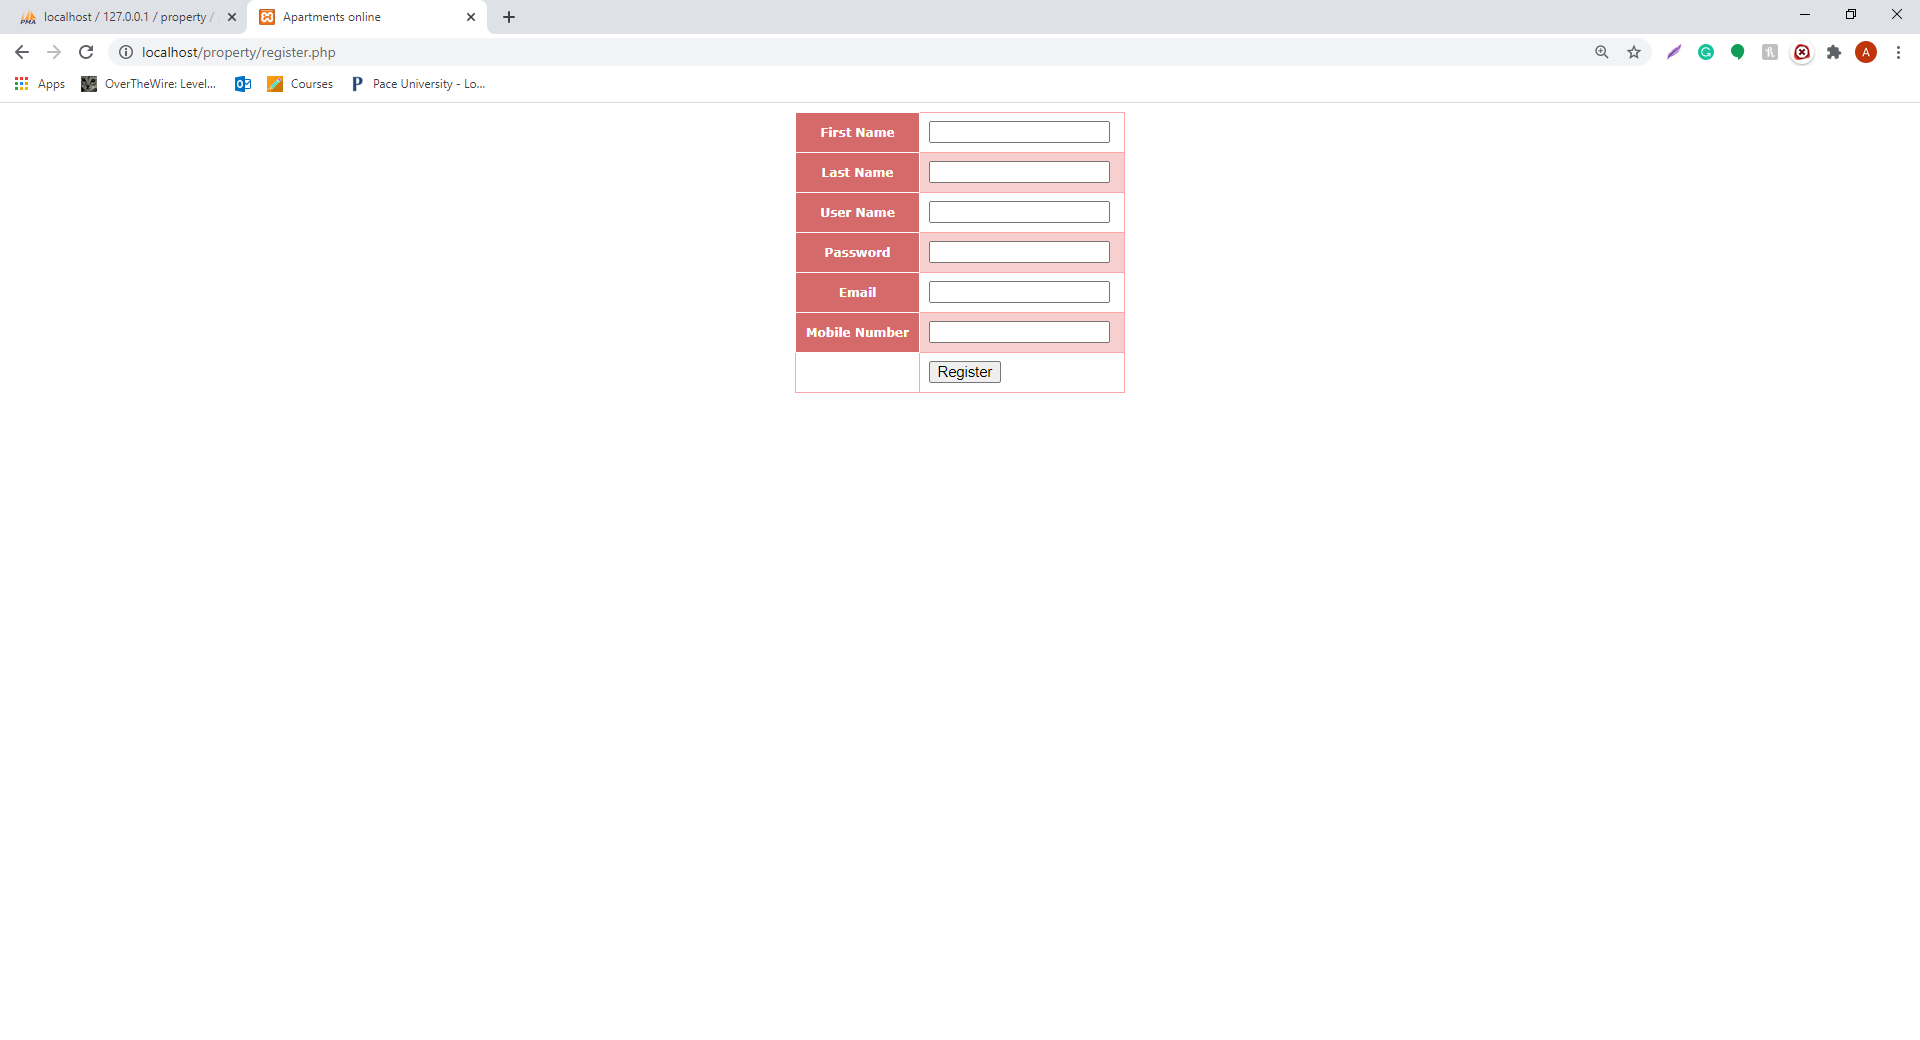 localhost / 127.0.0.1 / property /
Apartments online
localhost/property/register.php
A
Apps
OverTheWire: Level...
Courses
Pace University - Lo...
First Name
Last Name
User Name
Password
Email
Mobile Number
Register